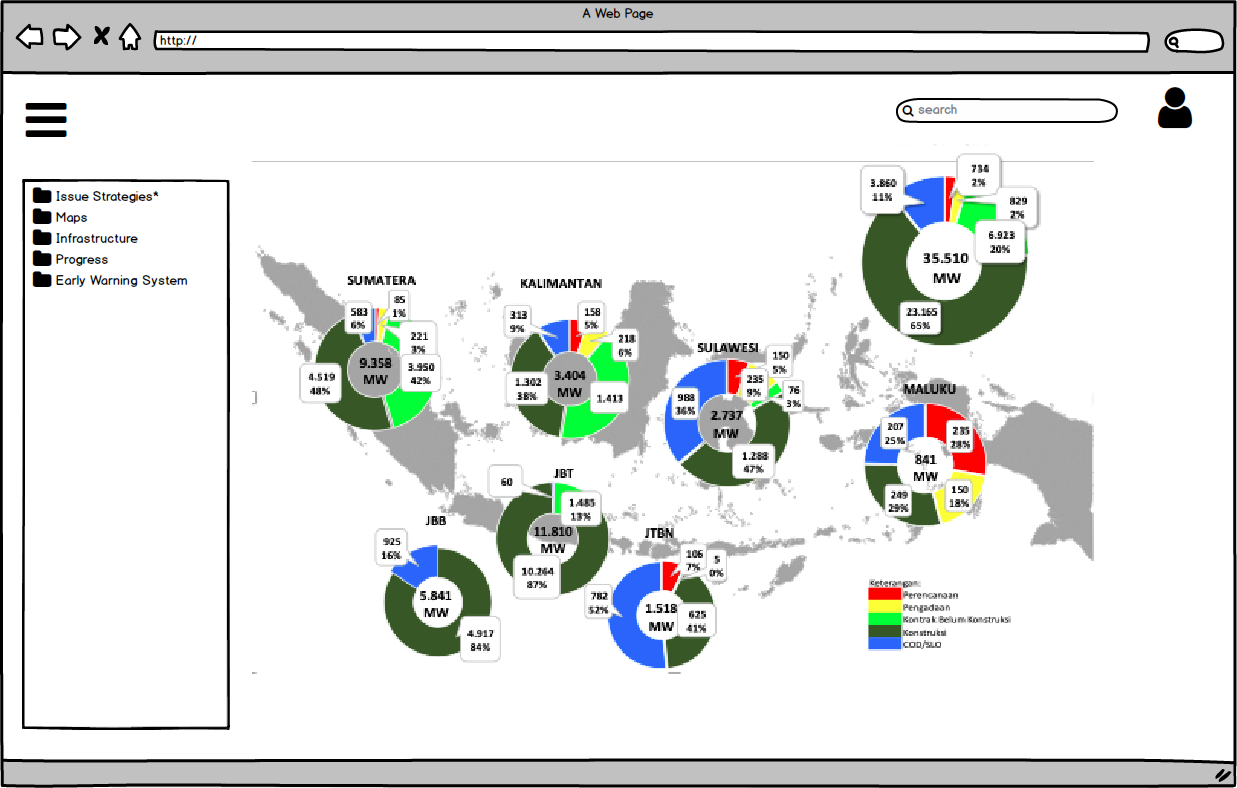 A Web Page
http://
search
Issue Strategies*
Maps
Infrastructure
Progress
Early Warning System
3.860
11%
734
2%
829
2%
6.923
20%
35.510
MW
23.165
65%
SUMATERA
583
6%
85
1%
221
3%
9.358
MW
3.950
42%
4.519
48%
KALIMANTAN
313
9%
158
5%
218
6%
3.404
MW
1.302
38%
1.413
SULAWESI
150
5%
235
9%
76
3%
988
36%
2.737
MW
1.288
47%
MALUKU
207
25%
235
28%
841
MW
249
29%
150
18%
JBT
60
1.485
13%
11.810
MW
10.264
87%
JBB
925
16%
5.841
MW
4.917
84%
JTBN
106
7%
5
0%
782
52%
1.518
MW
625
41%
Keterangan:
Perencanaan
Pengadaan
Kontrak Belum Konstruksi
Konstruksi
COD/SLO